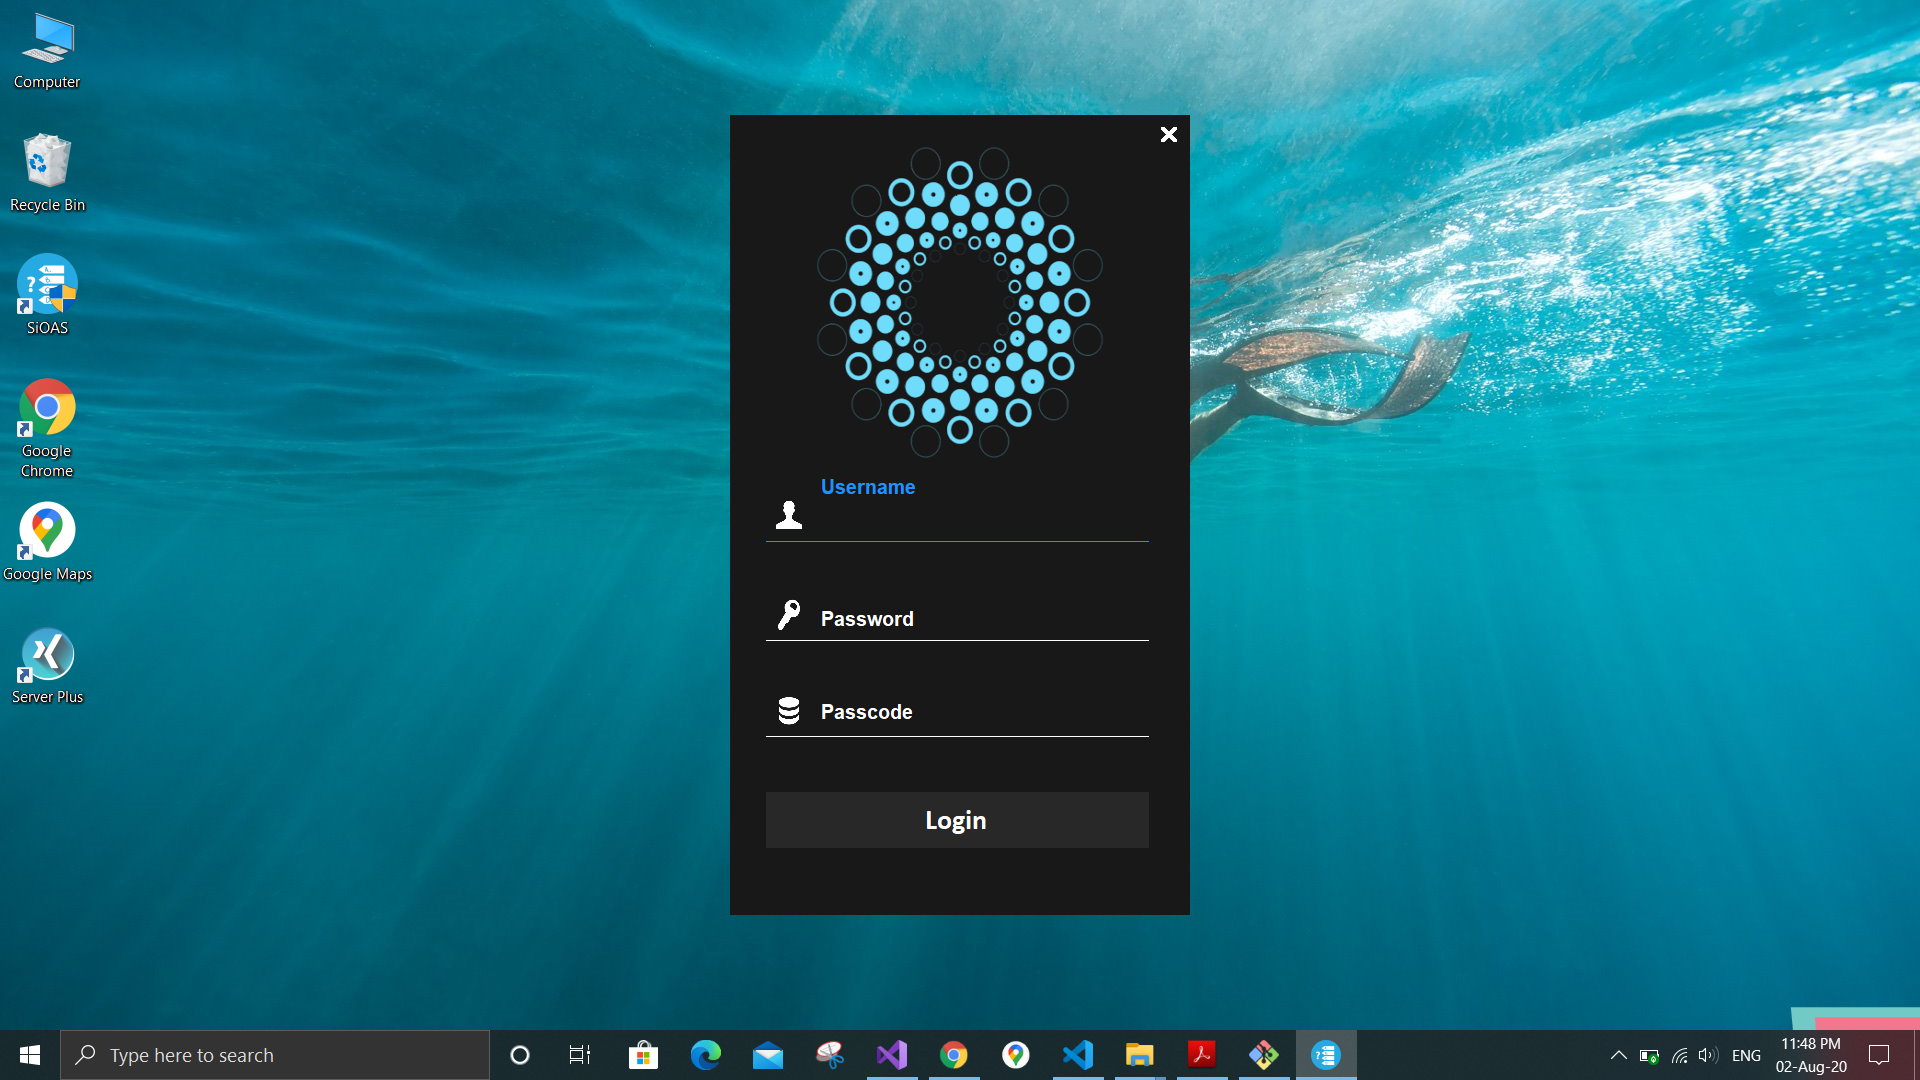 Computer
Recycle Bin
SiOAS
Google
Chrome
Google Maps
Server Plus
Username
Password
Passcode
Login
Type here to search
ENG
11:48 PM
02-Aug-20